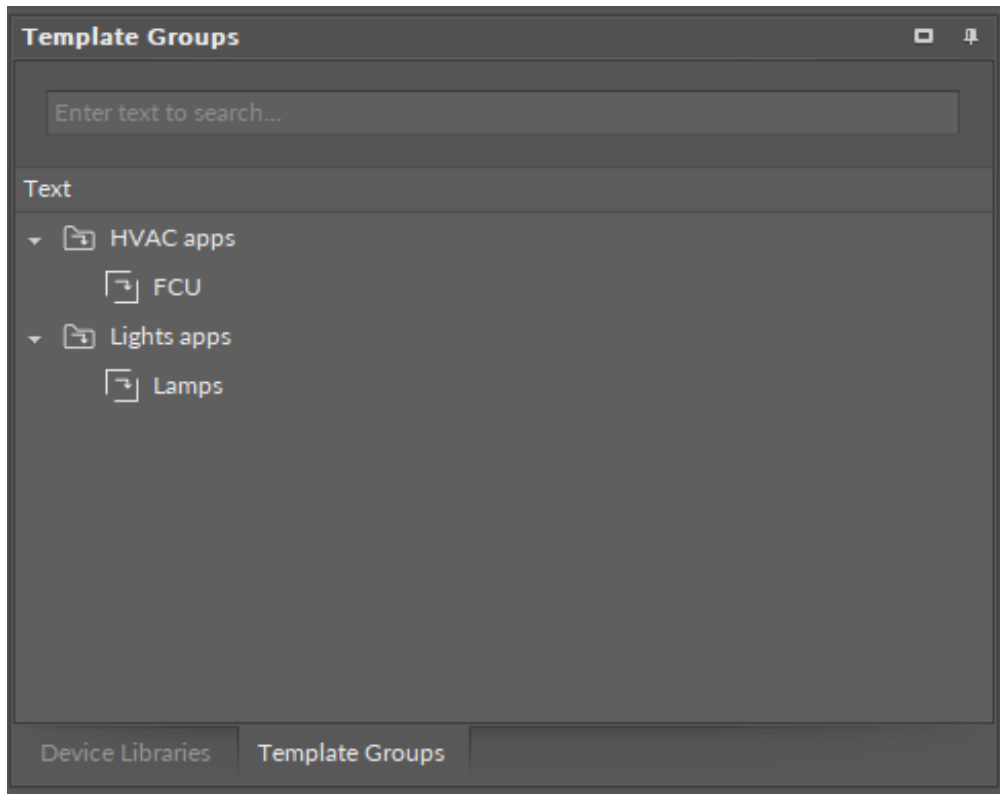 Template Groups
Enter text to search...
Text
HVAC apps
FCU
Lights apps
Lamps
Device Libraries Template Groups